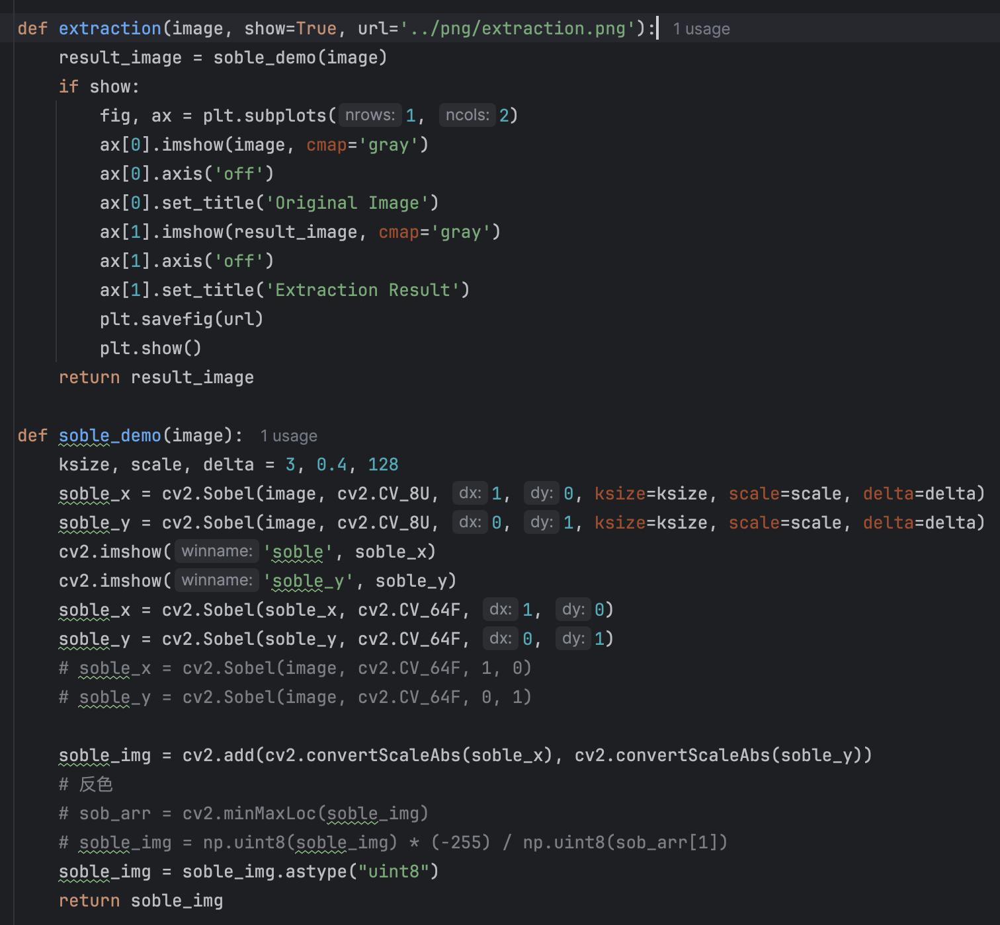 def extraction(image, show=True, url='../png/extraction.png'): 1 usage
    result_image = soble_demo(image)
    if show:
        fig, ax = plt.subplots( nrows: 1, ncols: 2)
        ax[0].imshow(image, cmap='gray')
        ax[0].axis('off')
        ax[0].set_title('Original Image')
        ax[1].imshow(result_image, cmap='gray')
        ax[1].axis('off')
        ax[1].set_title('Extraction Result')
        plt.savefig(url)
        plt.show()
    return result_image

def soble_demo(image): 1 usage
    ksize, scale, delta = 3, 0.4, 128
    soble_x = cv2.Sobel(image, cv2.CV_8U, dx: 1, dy: 0, ksize=ksize, scale=scale, delta=delta)
    soble_y = cv2.Sobel(image, cv2.CV_8U, dx: 0, dy: 1, ksize=ksize, scale=scale, delta=delta)
    cv2.imshow( winname: 'soble', soble_x)
    cv2.imshow( winname: 'soble_y', soble_y)
    soble_x = cv2.Sobel(soble_x, cv2.CV_64F, dx: 1, dy: 0)
    soble_y = cv2.Sobel(soble_y, cv2.CV_64F, dx: 0, dy: 1)
    # soble_x = cv2.Sobel(image, cv2.CV_64F, 1, 0)
    # soble_y = cv2.Sobel(image, cv2.CV_64F, 0, 1)

    soble_img = cv2.add(cv2.convertScaleAbs(soble_x), cv2.convertScaleAbs(soble_y))
    # 反色
    # sob_arr = cv2.minMaxLoc(soble_img)
    # soble_img = np.uint8(soble_img) * (-255) / np.uint8(sob_arr[1])
    soble_img = soble_img.astype("uint8")
    return soble_img